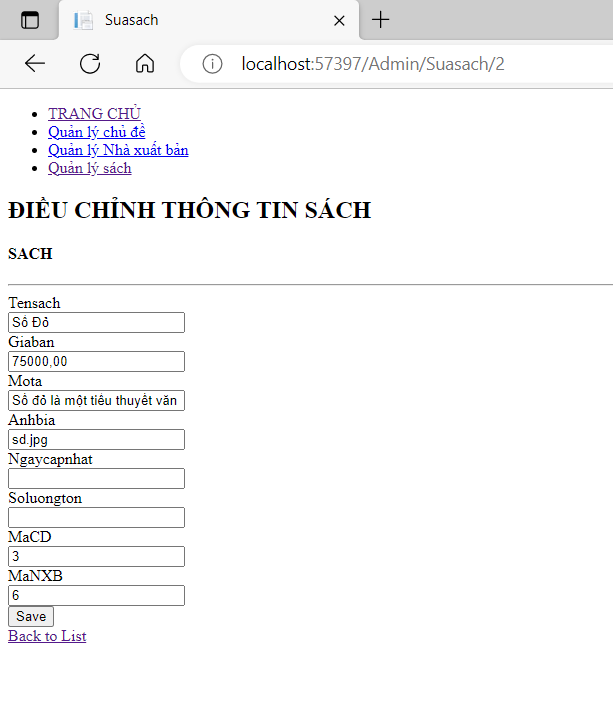 Suasach
localhost:57397/Admin/Suasach/2
TRANG CHỦ
Quản lý chủ đề
Quản lý Nhà xuất bản
Quản lý sách
ĐIỀU CHỈNH THÔNG TIN SÁCH
SACH
Tensach
Số Đỏ
Giaban
75000,00
Mota
Số đỏ là một tiểu thuyết văn
Anhbia
sd.jpg
Ngaycapnhat
Soluongton
MaCD
3
MaNXB
6
Save
Back to List